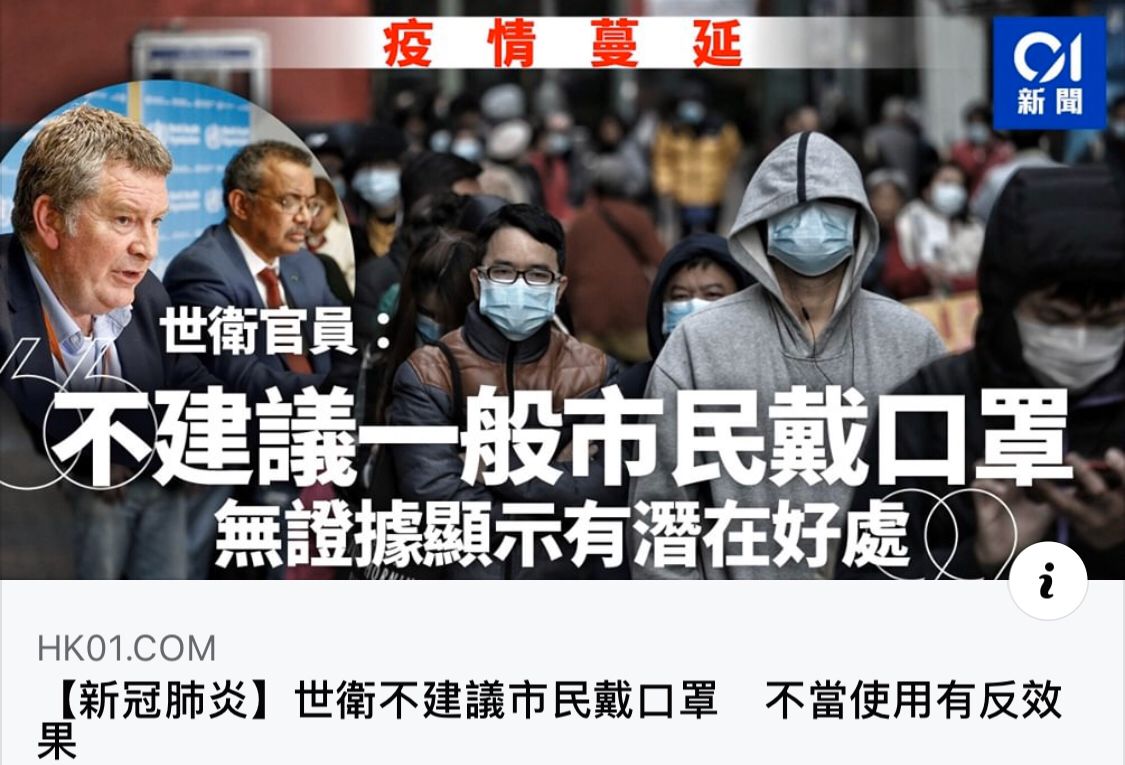 疫情蔓延
01
新聞
世衛官員：
不建議一般市民戴口罩
無證據顯示有潛在好處
HK01.COM
【新冠肺炎】世衛不建議市民戴口罩　不當使用有反效
果